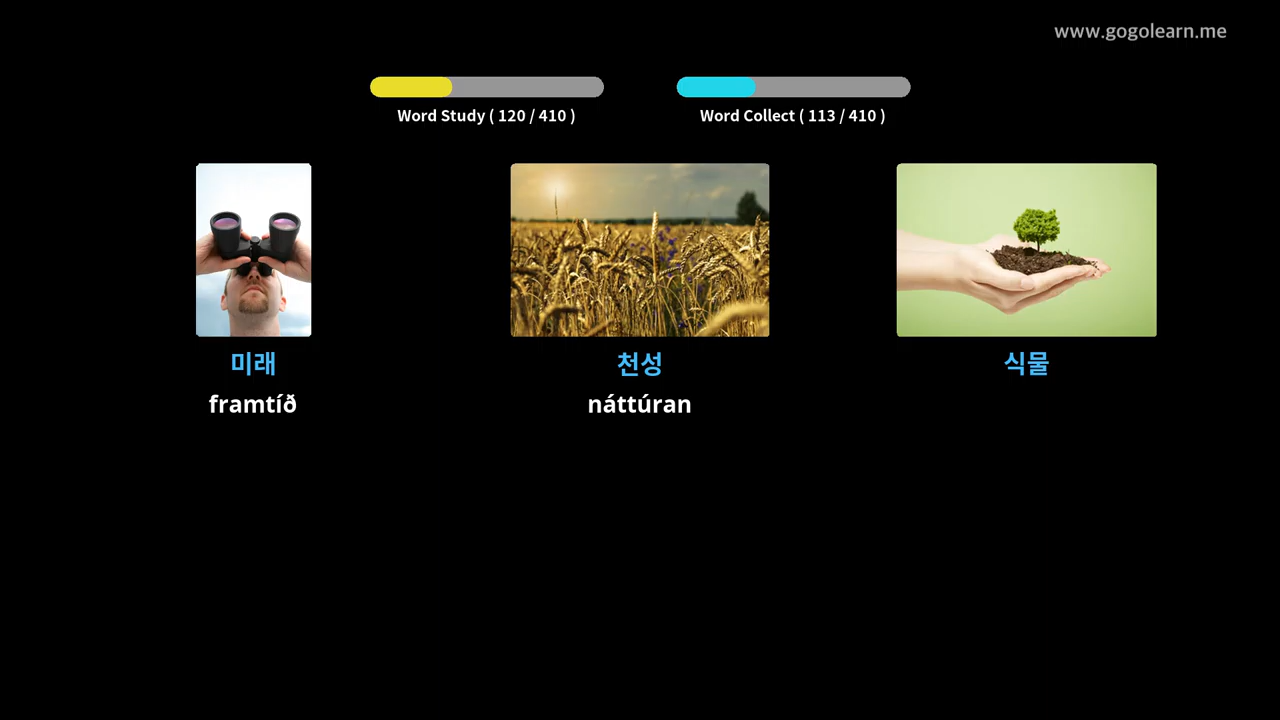 www.gogolearn.me
Word Study ( 120 / 410 )
Word Collect ( 113 / 410 )
미래
천성
식물
framtíð
náttúran